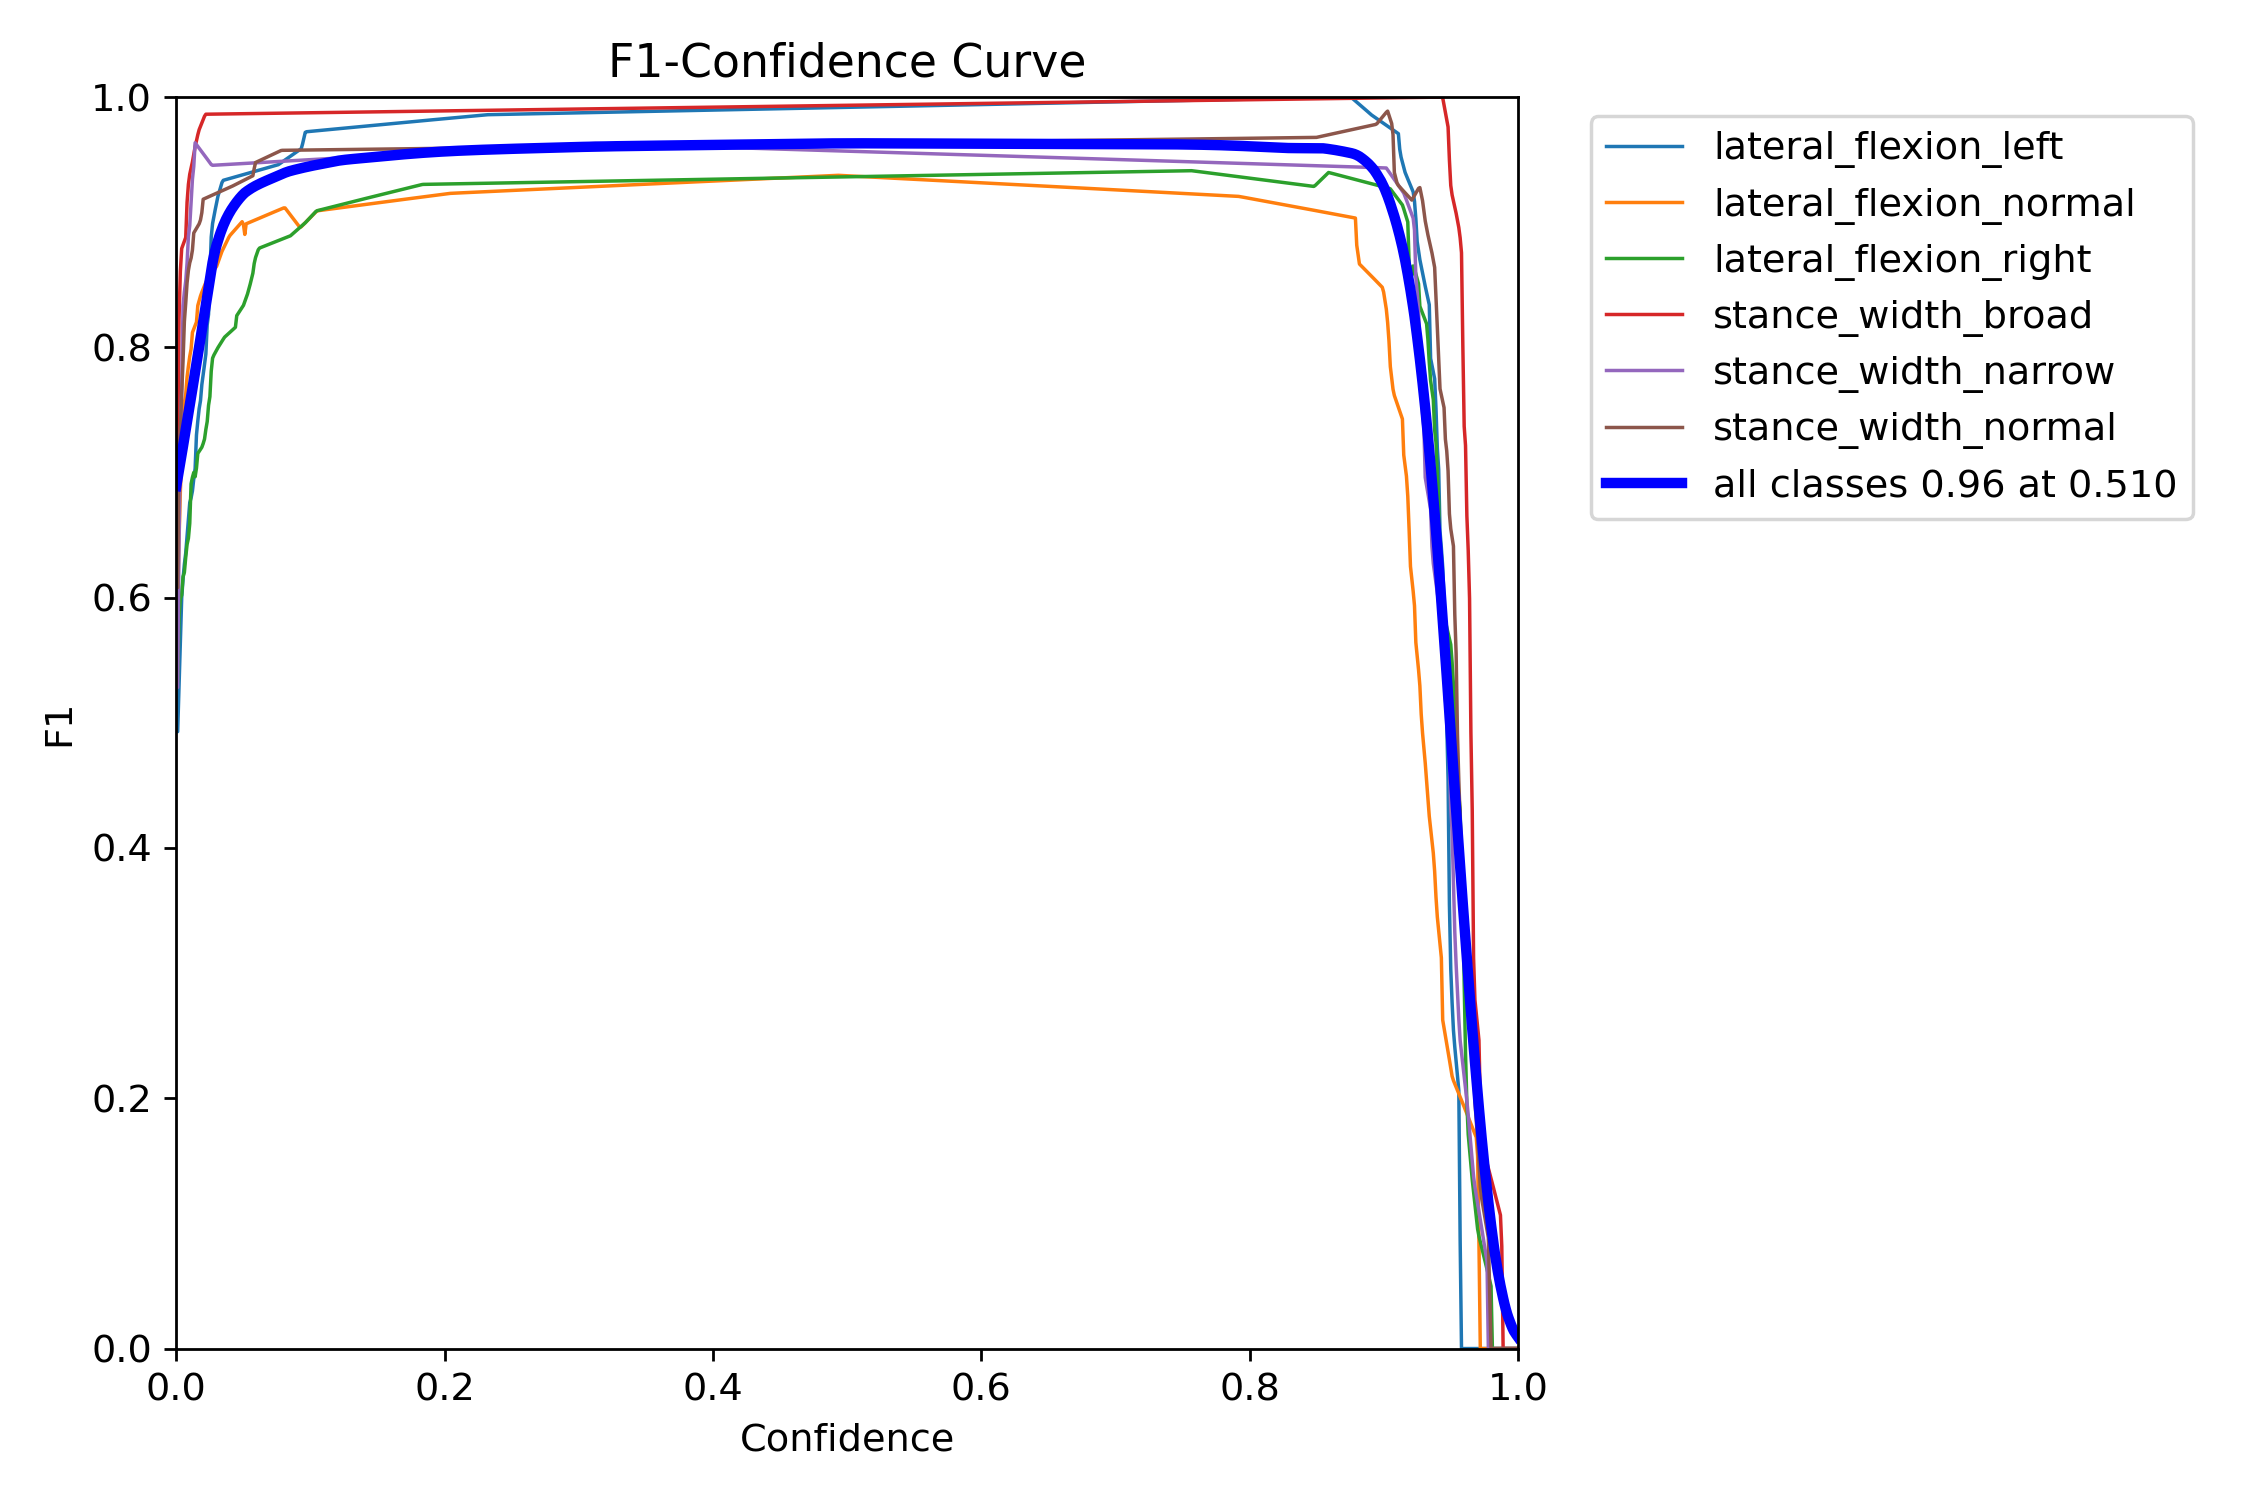 F1-Confidence Curve
1.0
0.8
0.6
0.4
0.2
0.0
F1
0.0 0.2 0.4 0.6 0.8 1.0
Confidence
lateral_flexion_left
lateral_flexion_normal
lateral_flexion_right
stance_width_broad
stance_width_narrow
stance_width_normal
all classes 0.96 at 0.510